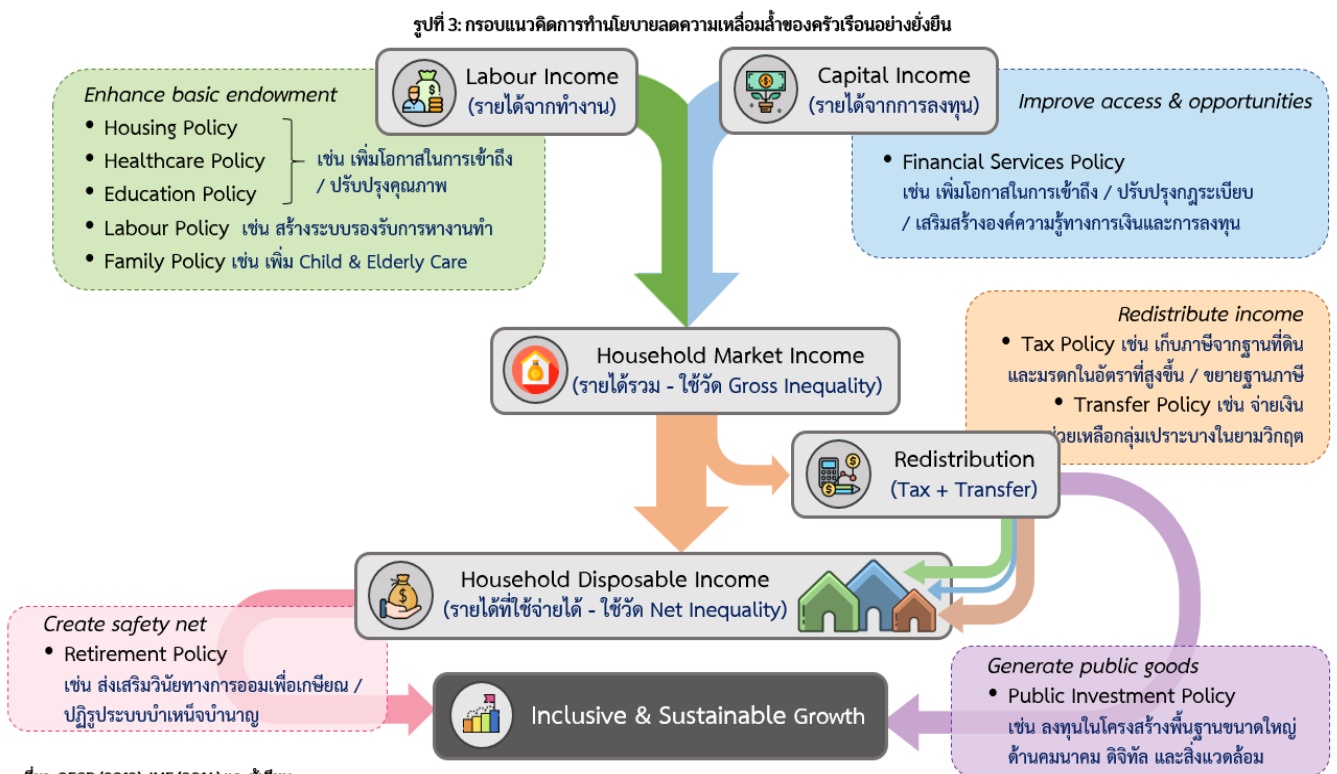 รูปที่ 3: กรอบแนวคิดการทำนโยบายลดความเหลื่อมล้ำของครัวเรือนอย่างยั่งยืน
Labour Income
(รายได้จากทำงาน)
Capital Income
(รายได้จากการลงทุน)
Enhance basic endowment
• Housing Policy
• Healthcare Policy
• Education Policy
เช่น เพิ่มโอกาสในการเข้าถึง
/ ปรับปรุงคุณภาพ
• Labour Policy เช่น สร้างระบบรองรับการหางานทำ
• Family Policy เช่น เพิ่ม Child & Elderly Care
Improve access & opportunities
• Financial Services Policy
เช่น เพิ่มโอกาสในการเข้าถึง / ปรับปรุงกฎระเบียบ
/ เสริมสร้างองค์ความรู้ทางการเงินและการลงทุน
Household Market Income
(รายได้รวม - ใช้วัด Gross Inequality)
Redistribute income
• Tax Policy เช่น เก็บภาษีจากฐานที่ดิน
และมรดกในอัตราที่สูงขึ้น / ขยายฐานภาษี
• Transfer Policy เช่น จ่ายเงิน
ช่วยเหลือกลุ่มเปราะบางในยามวิกฤต
Redistribution
(Tax + Transfer)
Household Disposable Income
(รายได้ที่ใช้จ่ายได้ - ใช้วัด Net Inequality)
Create safety net
• Retirement Policy
เช่น ส่งเสริมวินัยทางการออมเพื่อเกษียณ /
ปฏิรูประบบบำเหน็จบำนาญ
Inclusive & Sustainable Growth
Generate public goods
• Public Investment Policy
เช่น ลงทุนในโครงสร้างพื้นฐานขนาดใหญ่
ด้านคมนาคม ดิจิทัล และสิ่งแวดล้อม